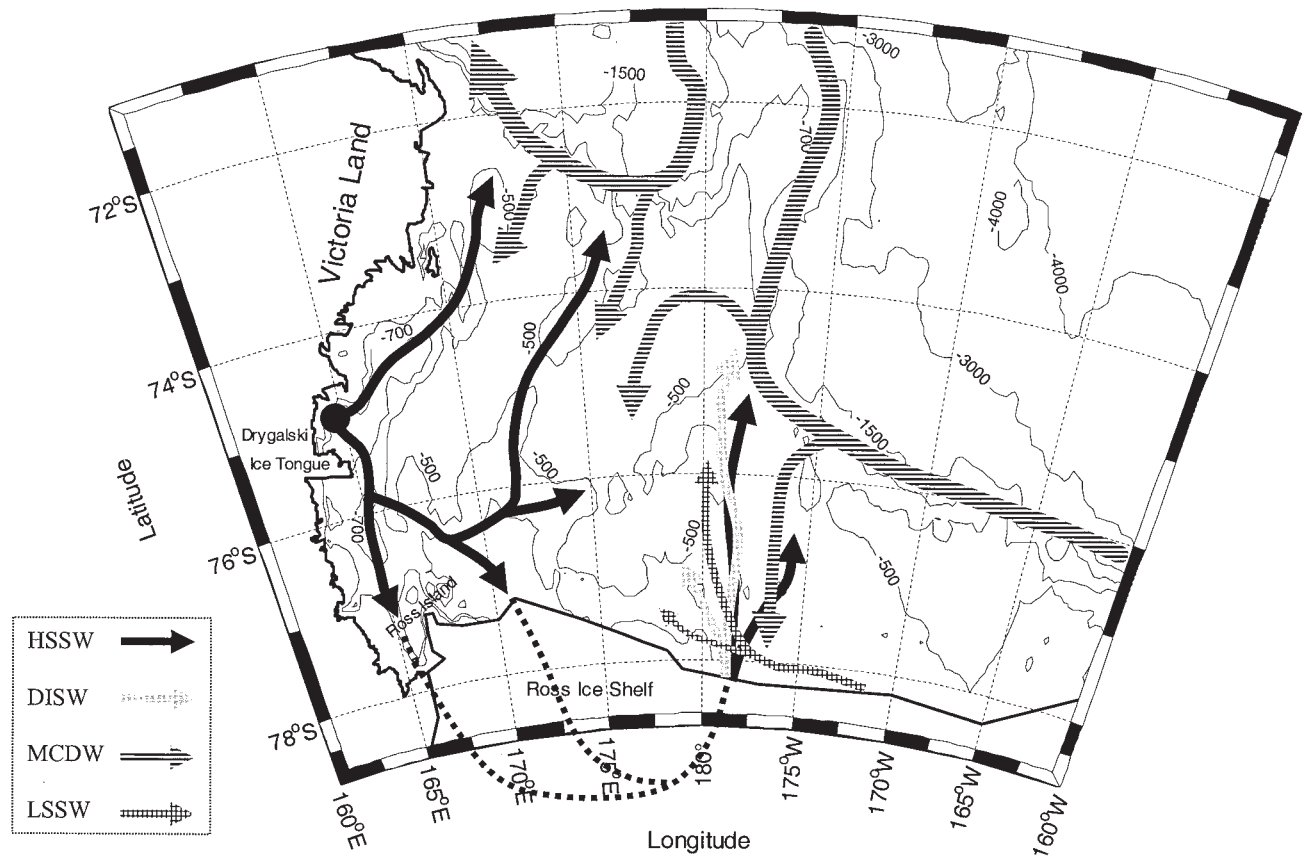 -3000
-1500
Victoria Land
-700
72°S
-500
-4000
-4000
-700
-500
74°S
-3000
-500
-1500
Drygalski
Ice Tongue
-500
-500
Latitude
-700
-500
76°S
-500
Ross Island
HSSW
Ross Ice Shelf
DISW
78°S
MCDW
165°E
170°E
175°E
180°
175°W
170°W
165°W
160°W
160°E
LSSW
Longitude